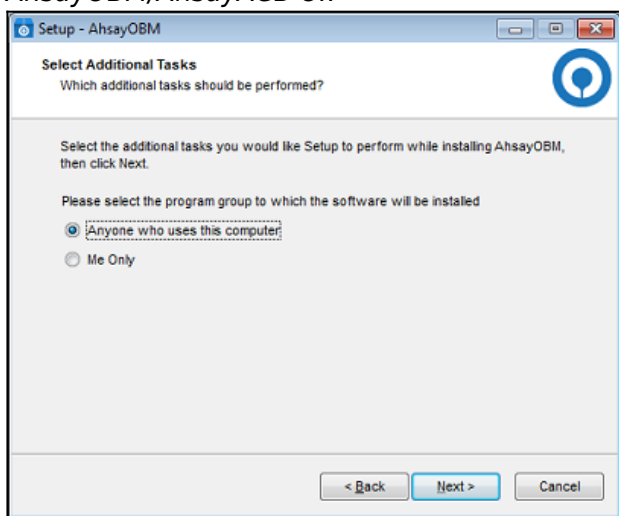 Setup - AhsayOBM
Select Additional Tasks
Which additional tasks should be performed?
Select the additional tasks you would like Setup to perform while installing AhsayOBM,
then click Next.
Please select the program group to which the software will be installed
Anyone who uses this computer
Me Only
< Back Next > Cancel